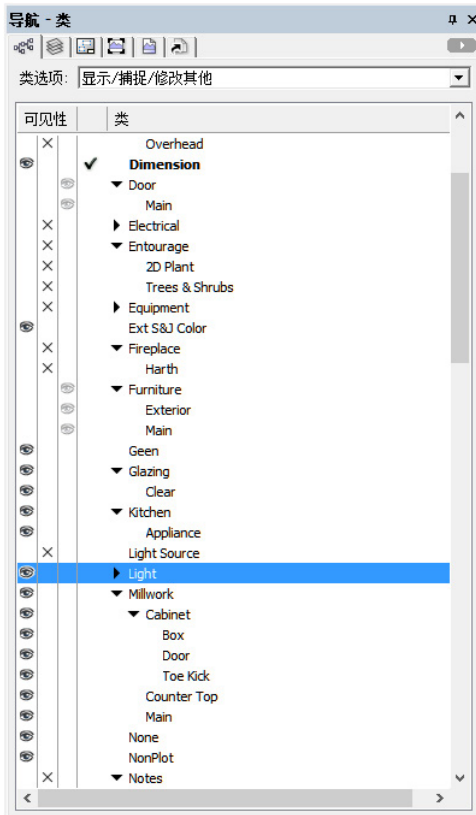 导航 - 类
类选项: 显示/捕捉/修改其他
可见性 类
Overhead
Dimension
Door
Main
Electrical
Entourage
2D Plant
Trees & Shrubs
Equipment
Ext S&J Color
Fireplace
Harth
Furniture
Exterior
Main
Geen
Glazing
Clear
Kitchen
Appliance
Light Source
Light
Millwork
Cabinet
Box
Door
Toe Kick
Counter Top
Main
None
NonPlot
Notes